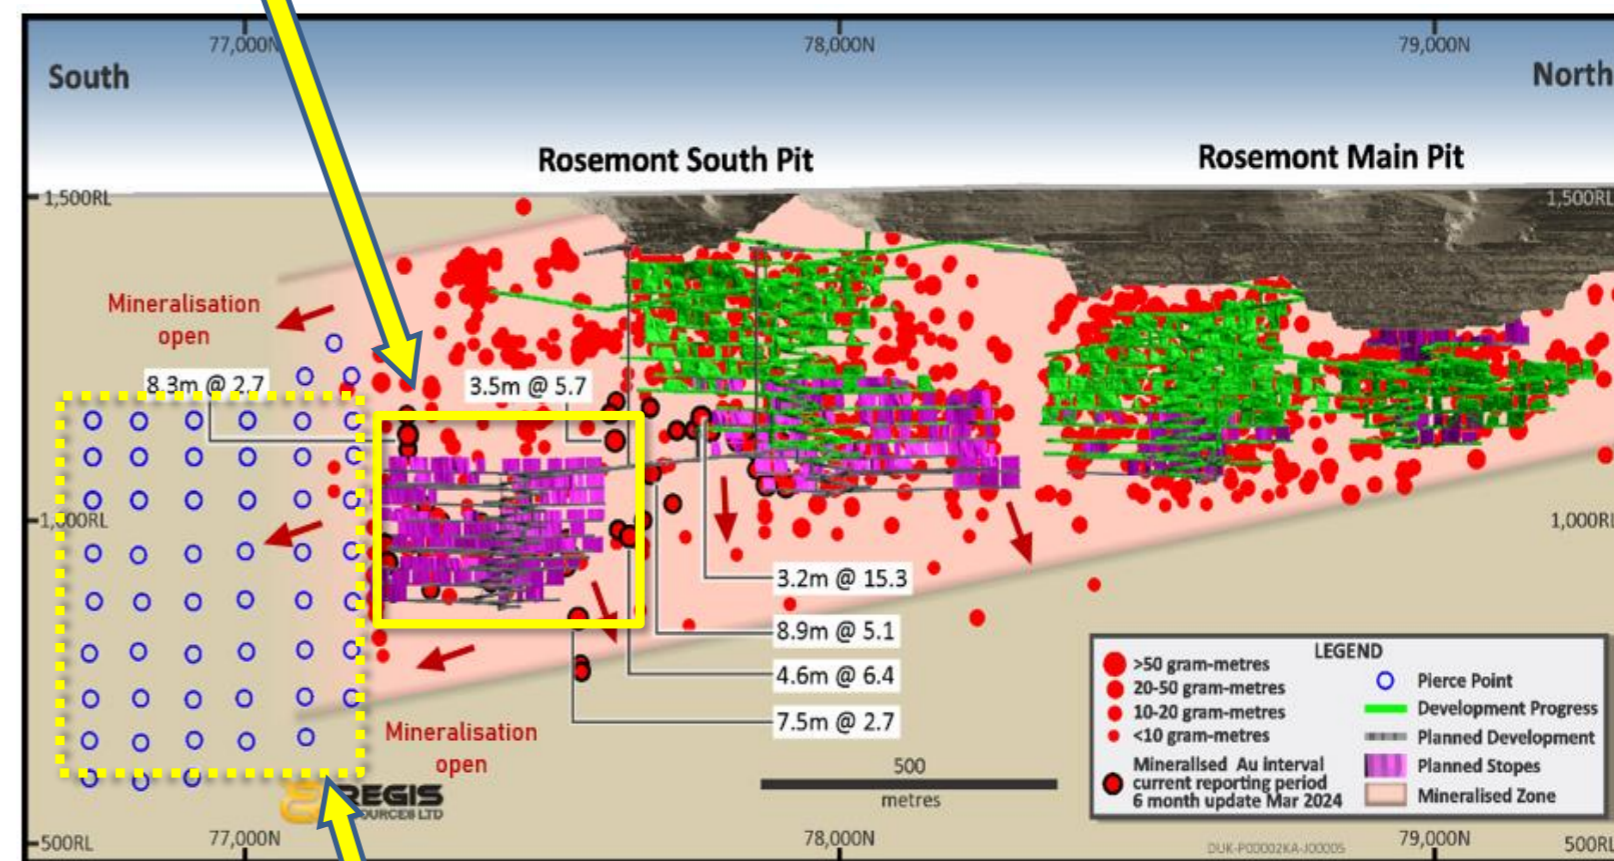 77,000N
78,000N
79,000N
South
North
Rosemont South Pit
Rosemont Main Pit
1,500RL
1,500RL
Mineralisation
open
8.3m @ 2.7
3.5m @ 5.7
1,000RL
1,000RL
3.2m @ 15.3
8.9m @ 5.1
4.6m @ 6.4
7.5m @ 2.7
Mineralisation
open
500
metres
REGIS
OURCES LTD
LEGEND
>50 gram-metres
20-50 gram-metres
10-20 gram-metres
<10 gram-metres
Mineralised Au interval
current reporting period
6 month update Mar 2024
Pierce Point
Development Progress
Planned Development
Planned Stopes
Mineralised Zone
500RL
77,000N
78,000N
DUK-P00002KA-J00005
79,000N
500RL